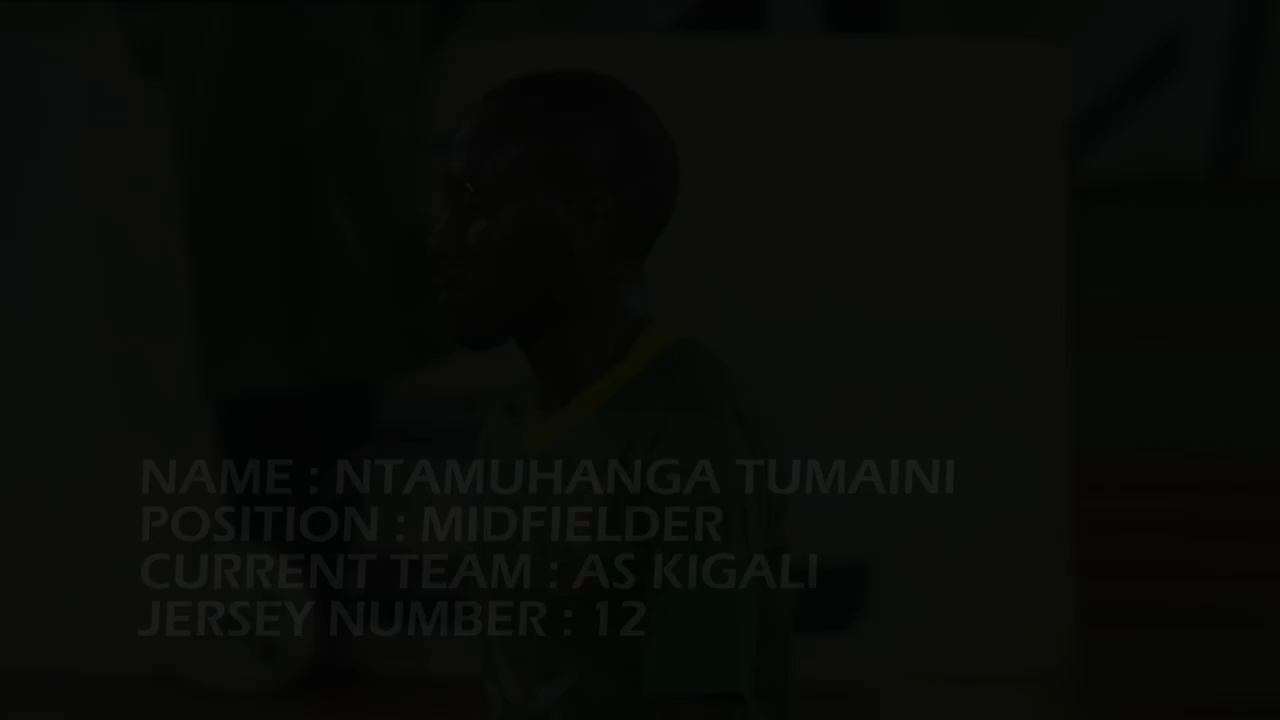 NAME : NTAMUHANGA TUMAINI
POSITION : MIDFIELDER
CURRENT TEAM : AS KIGALI
JERSEY NUMBER : 12